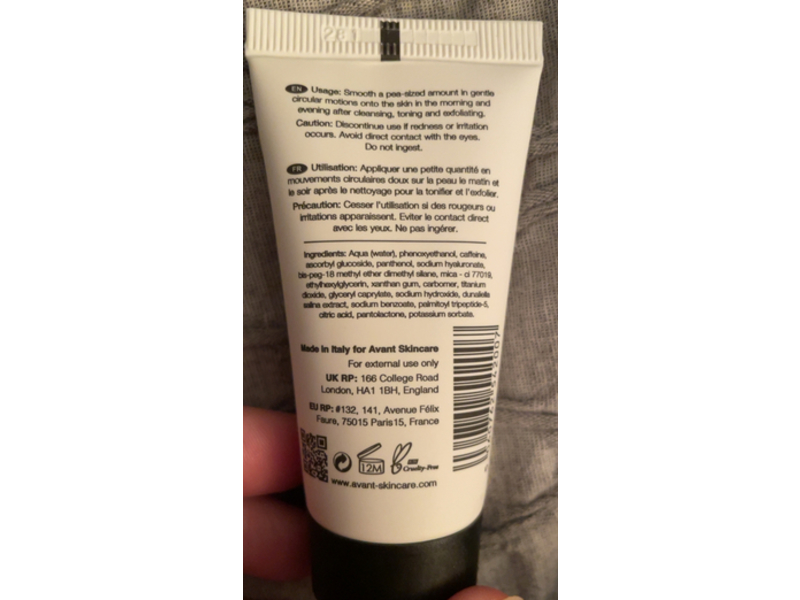 EN Usage: Smooth a pea-sized amount in gentle
circular motions onto the skin in the morning and
evening after cleansing, toning and exfoliating.
Caution: Discontinue use if redness or irritation
occurs. Avoid direct contact with the eyes.
Do not ingest.
FR Utilisation: Appliquer une petite quantité en
mouvements circulaires doux sur la peau le matin et
le soir après le nettoyage pour la tonifier et l'exfolier.
Précaution: Cesser l'utilisation si des rougeurs ou
irritations apparaissent. Eviter le contact direct
avec les yeux. Ne pas ingérer.
Ingredients: Aqua (water), phenoxyethanol, caffeine,
ascorbyl glucoside, panthenol, sodium hyaluronate,
bis-peg-18 methyl ether dimethyl silane, mica - ci 77019,
ethylhexylglycerin, xanthan gum, carbomer, titanium
dioxide, glyceryl caprylate, sodium hydroxide, dunaliella
salina extract, sodium benzoate, palmitoyl tripeptide-5,
citric acid, pantolactone, potassium sorbate.
Made in Italy for Avant Skincare
For external use only
UK RP: 166 College Road
London, HA1 1BH, England
EU RP: #132, 141, Avenue Félix
Faure, 75015 Paris15, France
12M
Cruelty-Free
www.avant-skincare.com